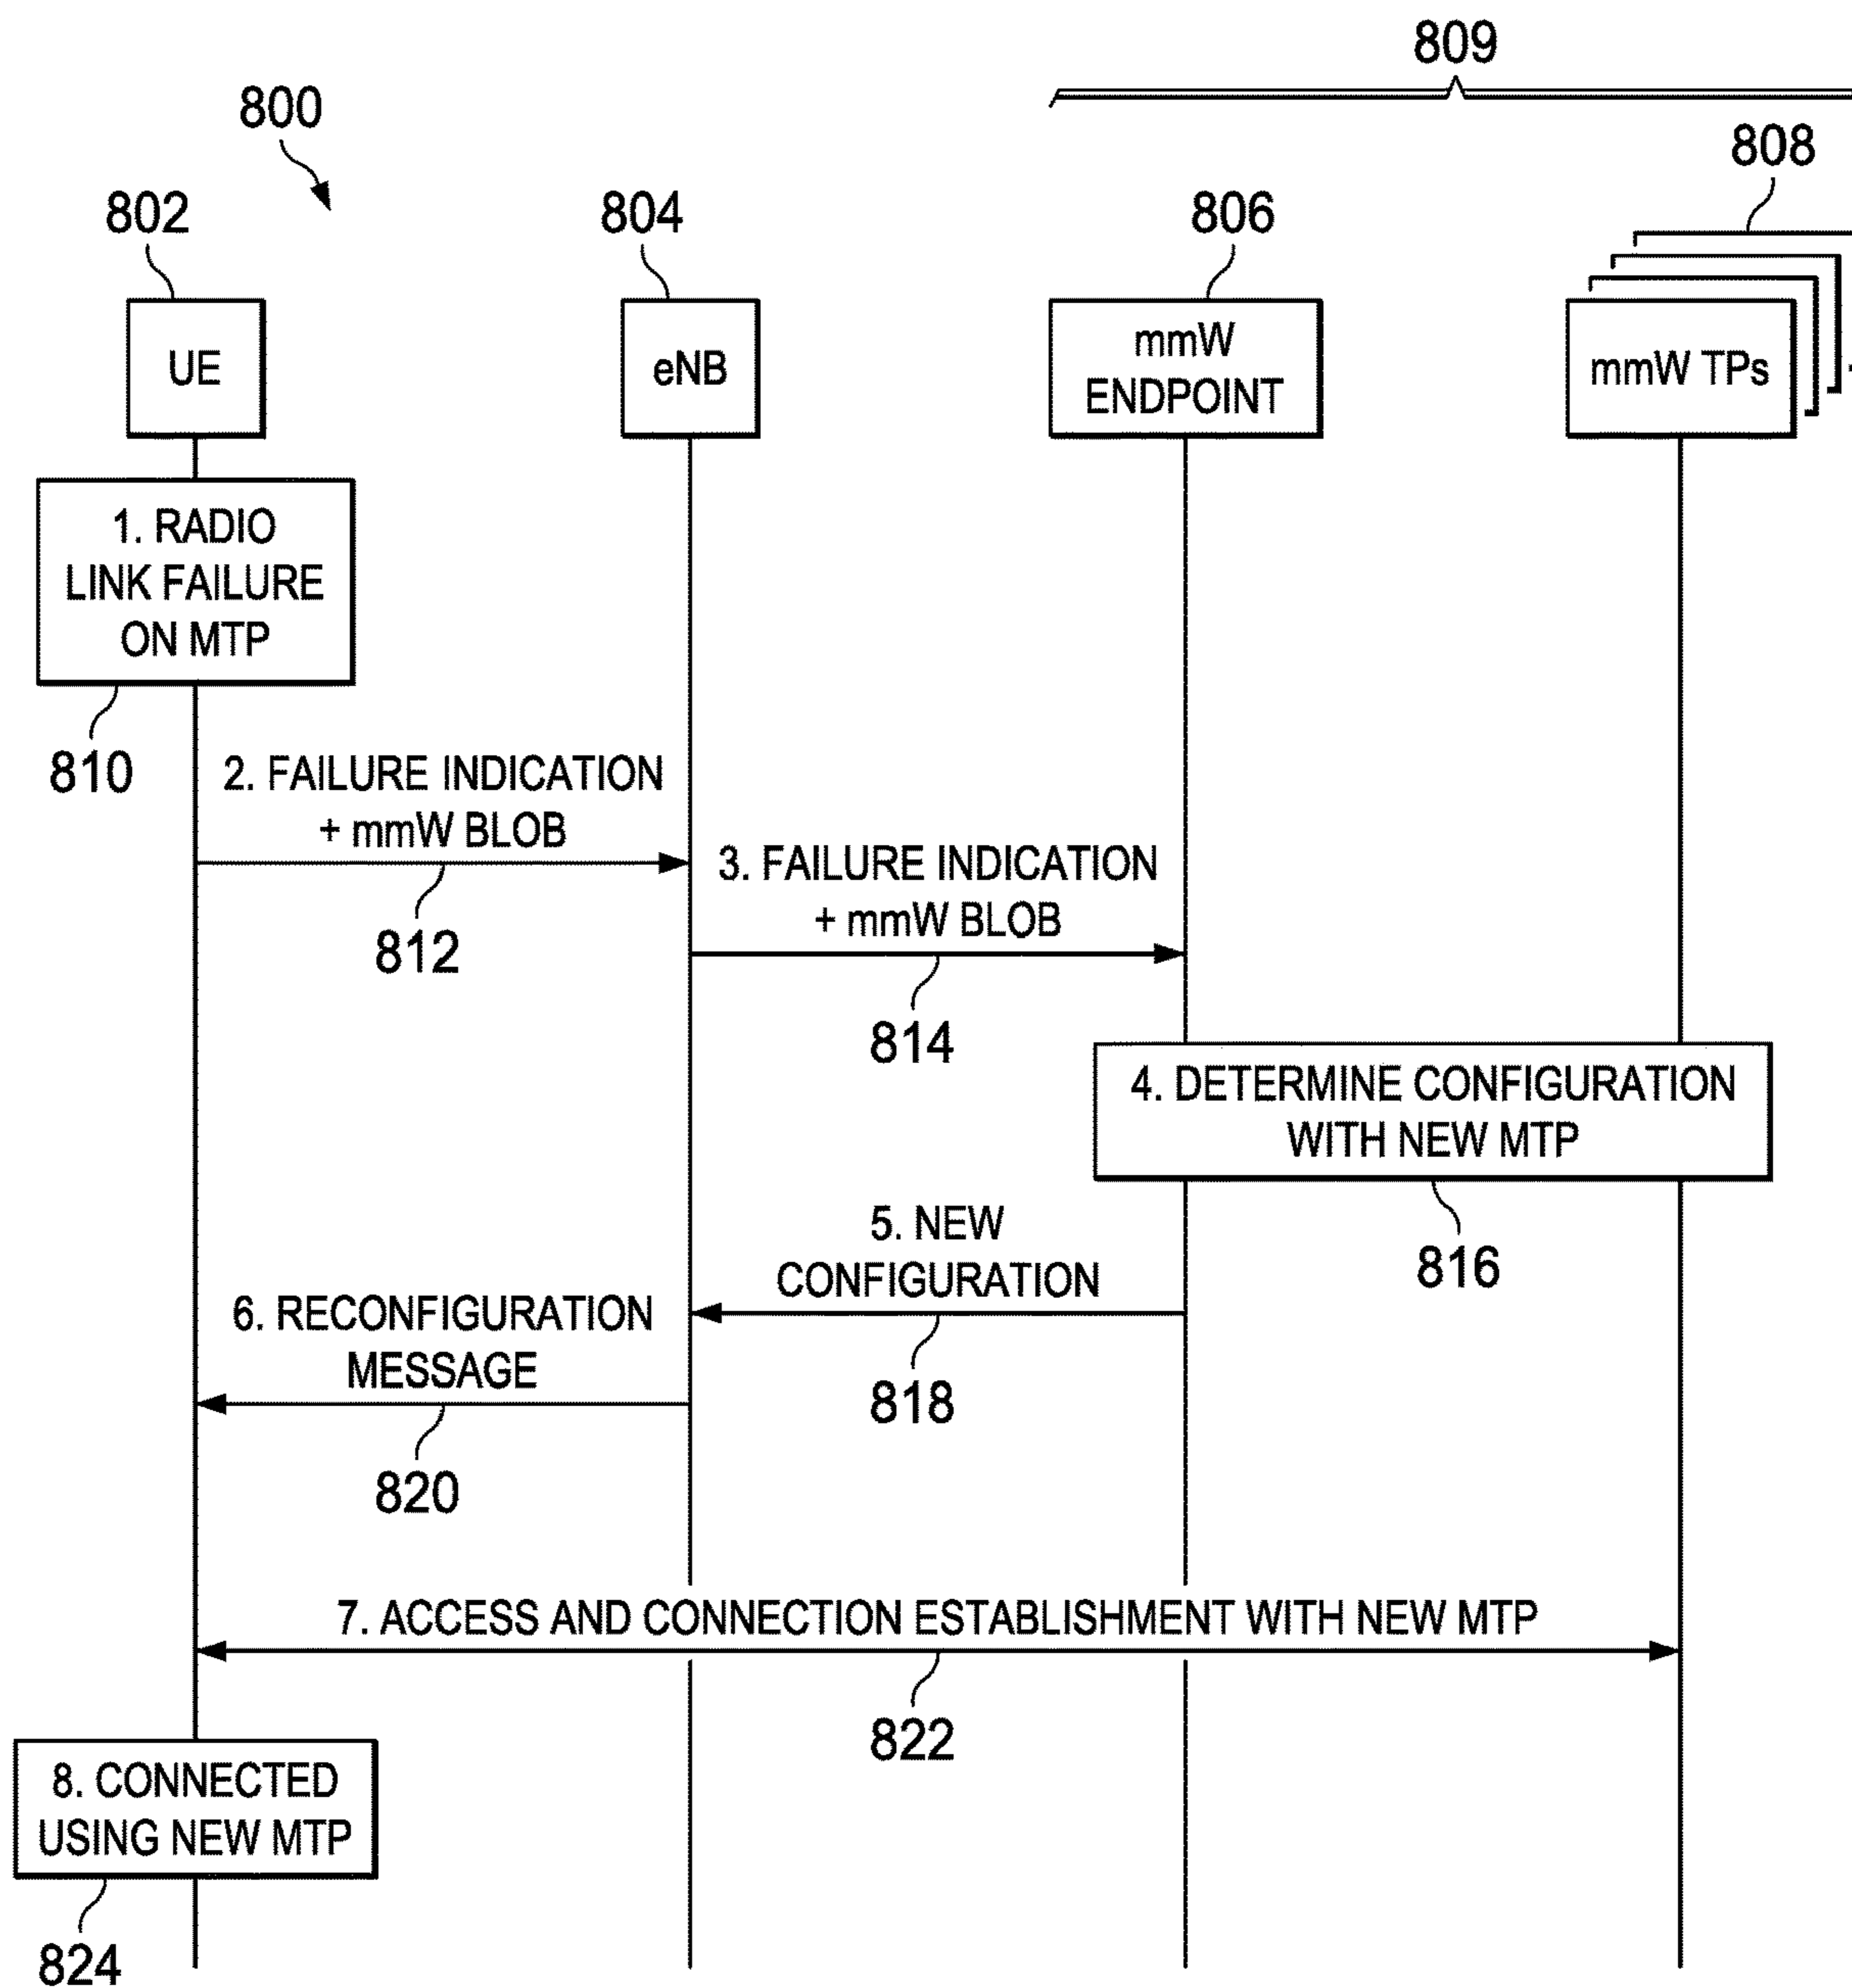 809
800
808
802
804
806
UE
eNB
mmW
ENDPOINT
mmW TPs
1. RADIO
LINK FAILURE
ON MTP
810
2. FAILURE INDICATION
+ mmW BLOB
812
3. FAILURE INDICATION
+ mmW BLOB
814
4. DETERMINE CONFIGURATION
WITH NEW MTP
816
5. NEW
CONFIGURATION
818
6. RECONFIGURATION
MESSAGE
820
7. ACCESS AND CONNECTION ESTABLISHMENT WITH NEW MTP
822
8. CONNECTED
USING NEW MTP
824